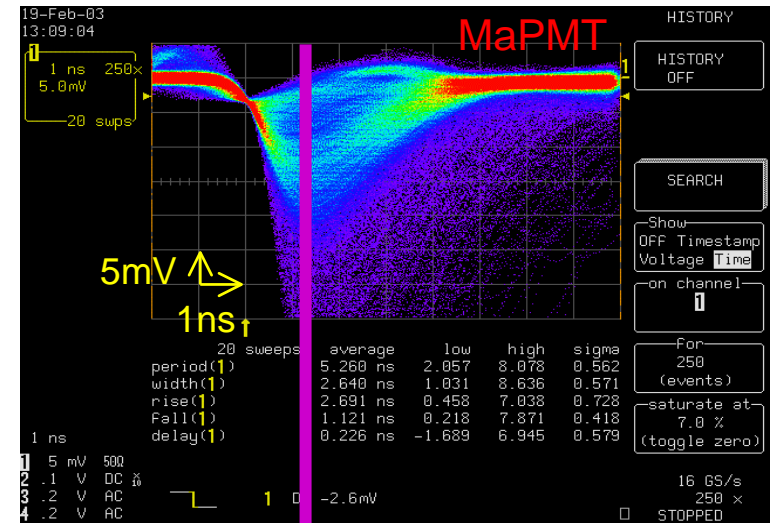 19-Feb-03
13:09:04
MaPMT
HISTORY
1
1 ns 250×
5.0mV
20 swps
1
HISTORY
OFF
SEARCH
Show
OFF Timestamp
Voltage Time
on channel
1
5mV
1ns
For
250
(events)
saturate at
7.0 %
(toggle zero)
20 sweeps average low high sigma
period(1) 5.260 ns 2.057 8.078 0.562
width(1) 2.640 ns 1.031 8.636 0.571
rise(1) 2.691 ns 0.458 7.038 0.728
fall(1) 1.121 ns 0.218 7.871 0.418
delay(1) 0.226 ns -1.689 6.945 0.579
1 ns
1 5 mV 50Ω
2 .1 V DC ×10
3 .2 V AC
4 .2 V AC
1 -2.6mV
16 GS/s
250 ×
STOPPED